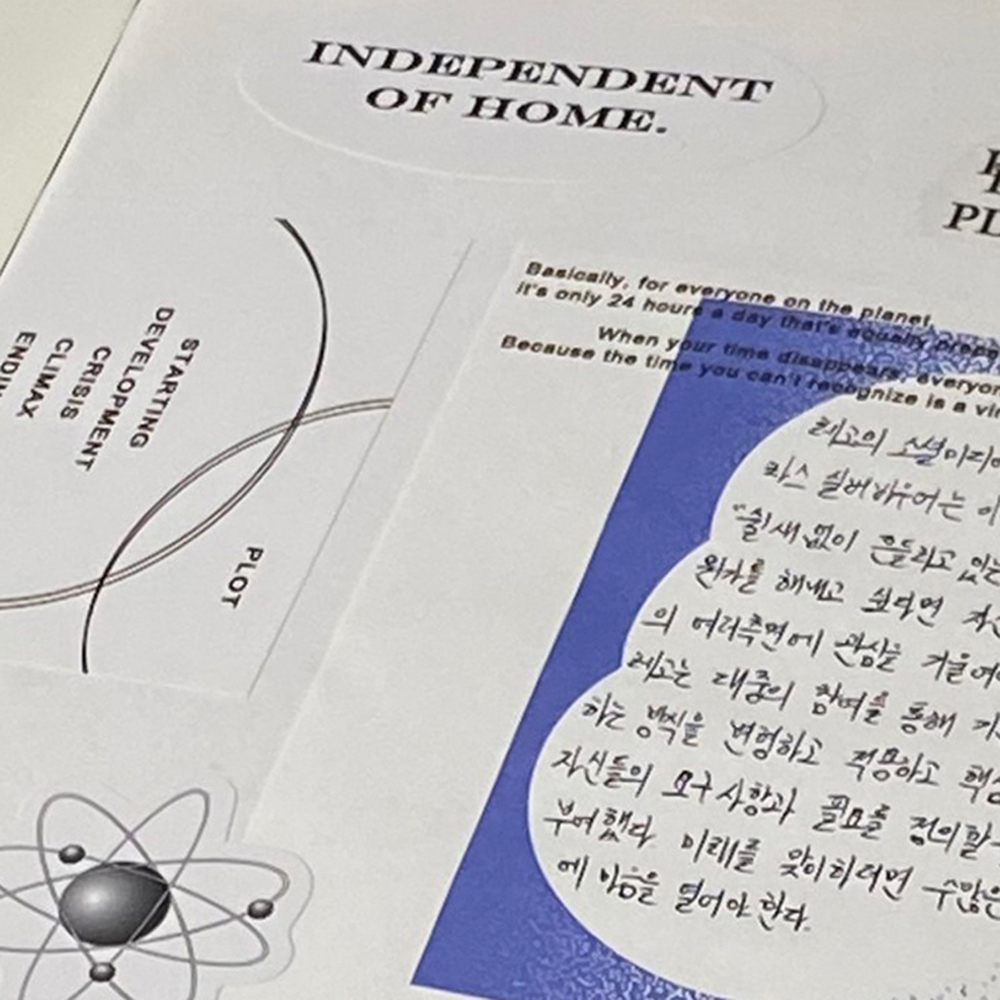 INDEPENDENT
OF HOME.
PL
Basically, for everyone on the planet,
it's only 24 hours a day that's equally
When your time disappears,
Because the time you can't recognize is a
STARTING
DEVELOPMENT
CRISIS
CLIMAX
PLOT
레고의 소셜미디어
라스 실버바우어는
"쉴새없이 흔들리고 있는
원가를 해내고 싶다면
의 여러측면에 관심을 기울여
레고는 대중의 참여를 통해
하는 방식을 변형하고 적용하고 핵심
자신들의 요구사항과 필요를 정의할
부여했다 미래를 맞이하려면 수많은
에 마음을 열어야 한다.